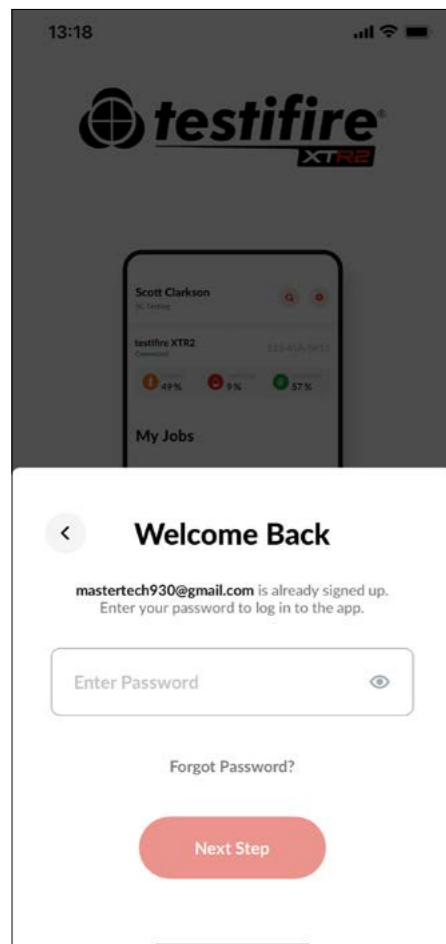 13:18
testifire®
XTR2
Scott Clarkson
SC Testing
testifire XTR2
Connected
49%
9%
57%
My Jobs
Welcome Back
mastertech930@gmail.com is already signed up.
Enter your password to log in to the app.
Enter Password
Forgot Password?
Next Step